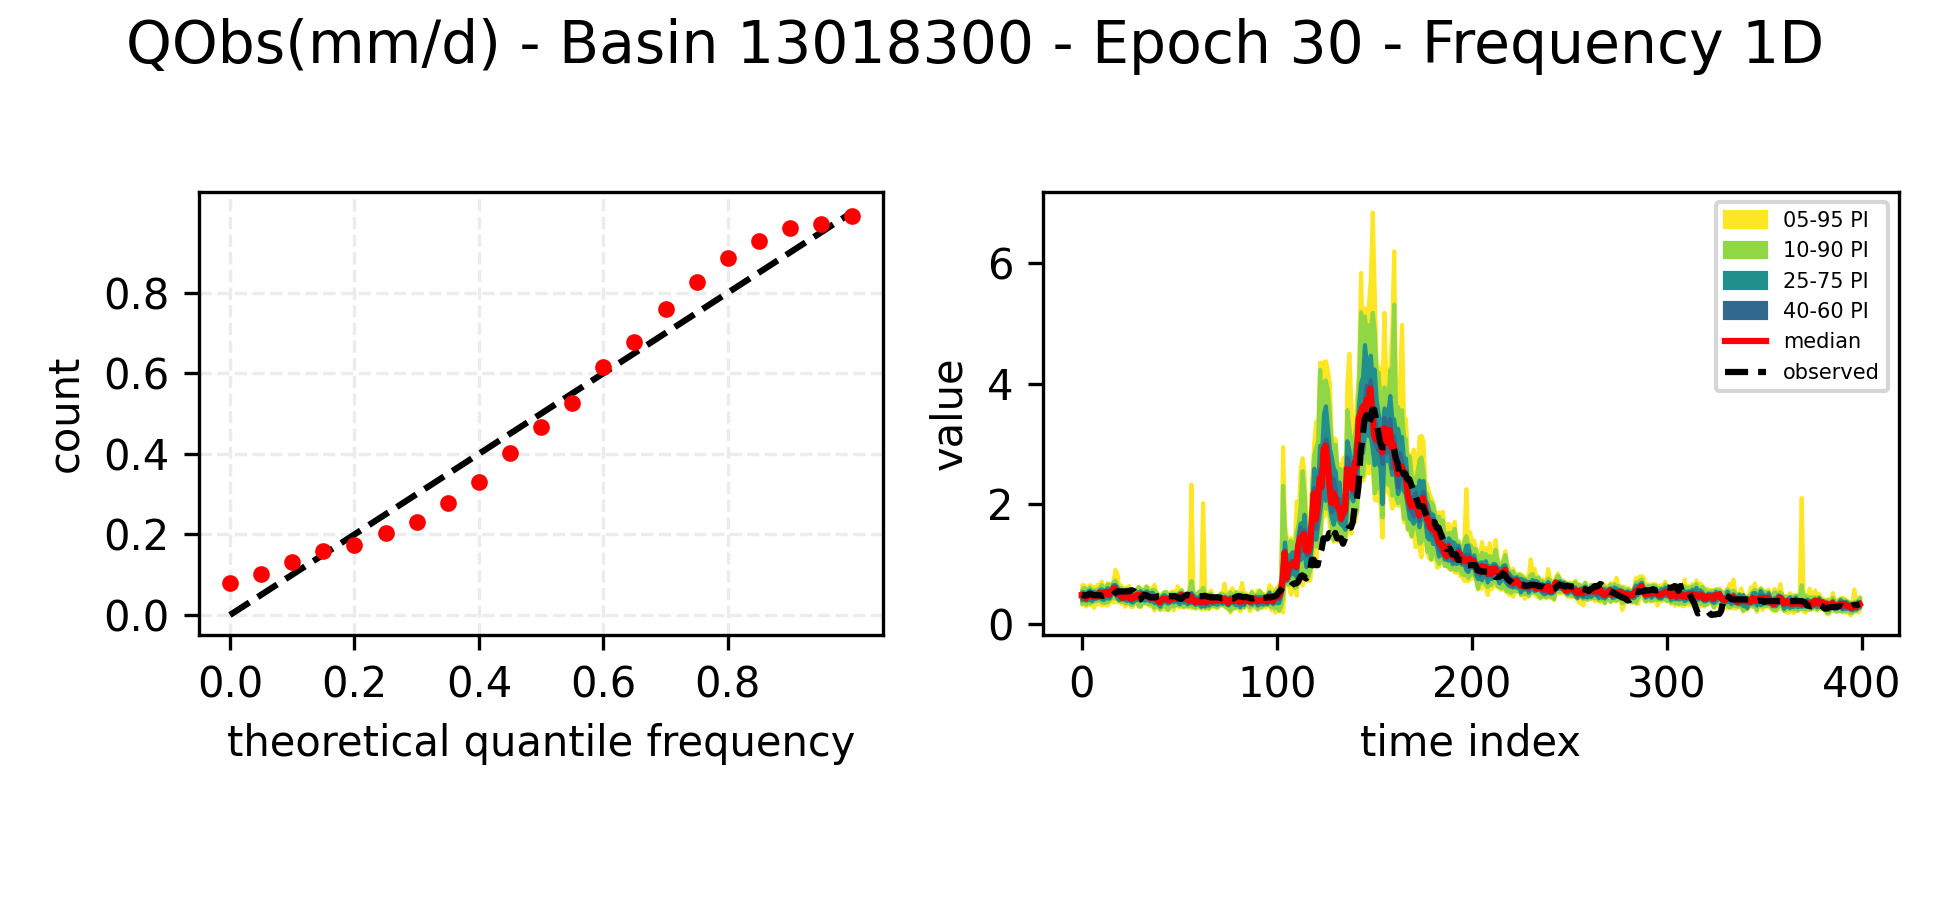 QObs(mm/d) - Basin 13018300 - Epoch 30 - Frequency 1D
count
0.8
0.6
0.4
0.2
0.0
0.0 0.2 0.4 0.6 0.8
theoretical quantile frequency
value
6
4
2
0
0 100 200 300 400
time index
05-95 PI
10-90 PI
25-75 PI
40-60 PI
median
observed